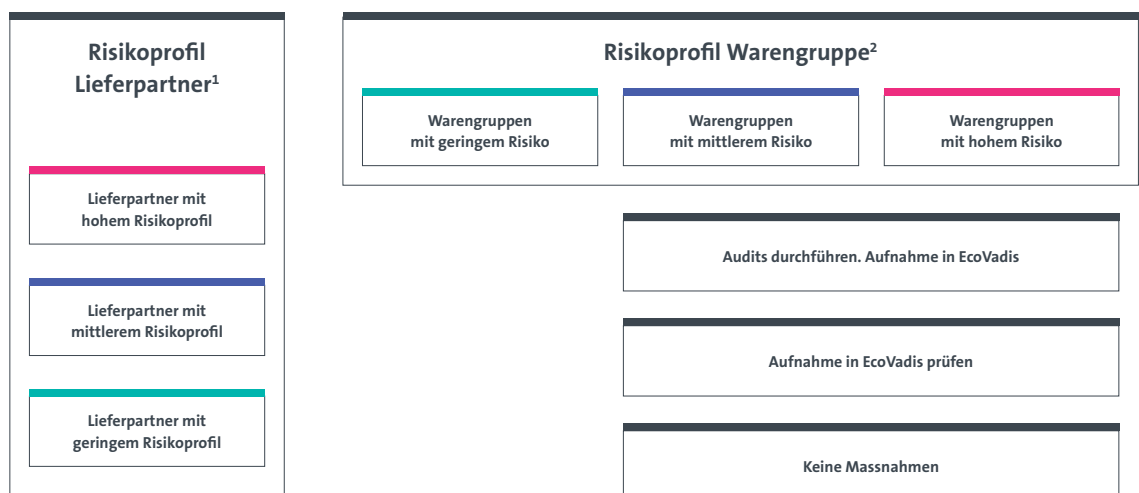 Risikoprofil
Lieferpartner¹
Lieferpartner mit
hohem Risikoprofil
Lieferpartner mit
mittlerem Risikoprofil
Lieferpartner mit
geringem Risikoprofil
Risikoprofil Warengruppe²
Warengruppen
mit geringem Risiko
Warengruppen
mit mittlerem Risiko
Warengruppen
mit hohem Risiko
Audits durchführen. Aufnahme in EcoVadis
Aufnahme in EcoVadis prüfen
Keine Massnahmen